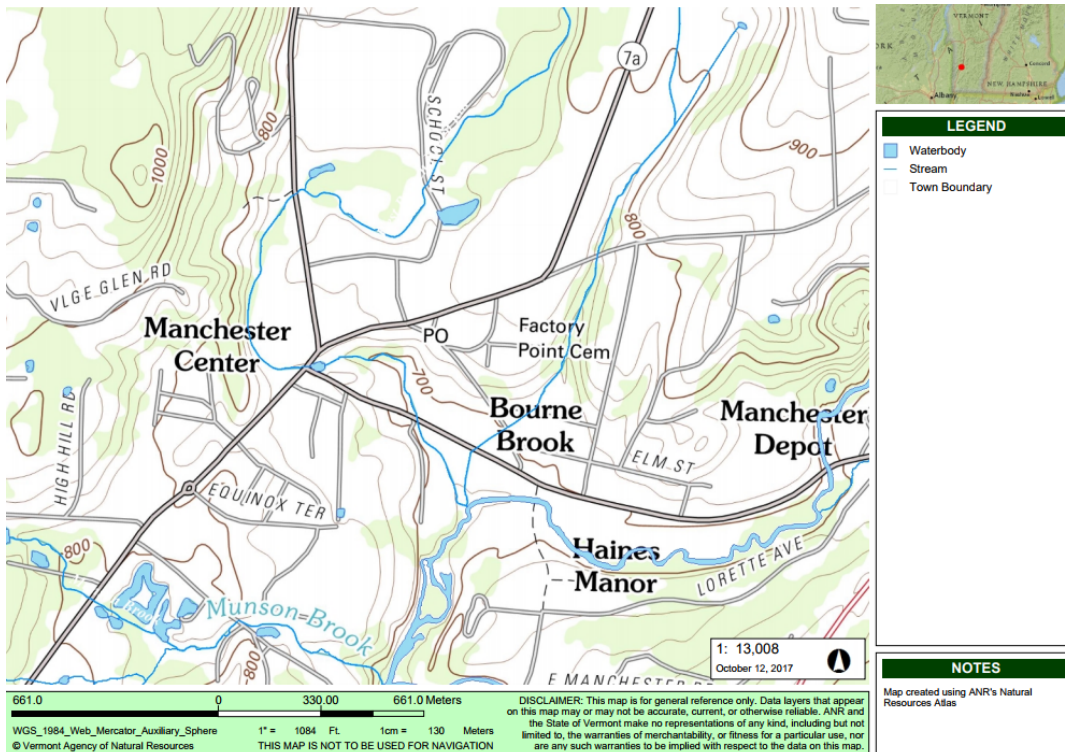 7a
SCHOOL ST
800
1000
900
800
VLGE GLEN RD
Manchester
Center
PO
Factory
Point Cem
700
Bourne
Brook
Manchester
Depot
HIGH HILL RD
ELM ST
EQUINOX TER
800
Haines
Manor
LORETTE AVE
Munson Brook
800
1: 13,008
October 12, 2017
VERMONT
Concord
NEW HAMPSHIRE
Albany
Lowell
LEGEND
Waterbody
Stream
Town Boundary
NOTES
Map created using ANR's Natural
Resources Atlas
661.0 0 330.00 661.0 Meters
WGS_1984_Web_Mercator_Auxiliary_Sphere
© Vermont Agency of Natural Resources
1" = 1084 Ft. 1cm = 130 Meters
THIS MAP IS NOT TO BE USED FOR NAVIGATION
DISCLAIMER: This map is for general reference only. Data layers that appear
on this map may or may not be accurate, current, or otherwise reliable. ANR and
the State of Vermont make no representations of any kind, including but not
limited to, the warranties of merchantability, or fitness for a particular use, nor
are any such warranties to be implied with respect to the data on this map.